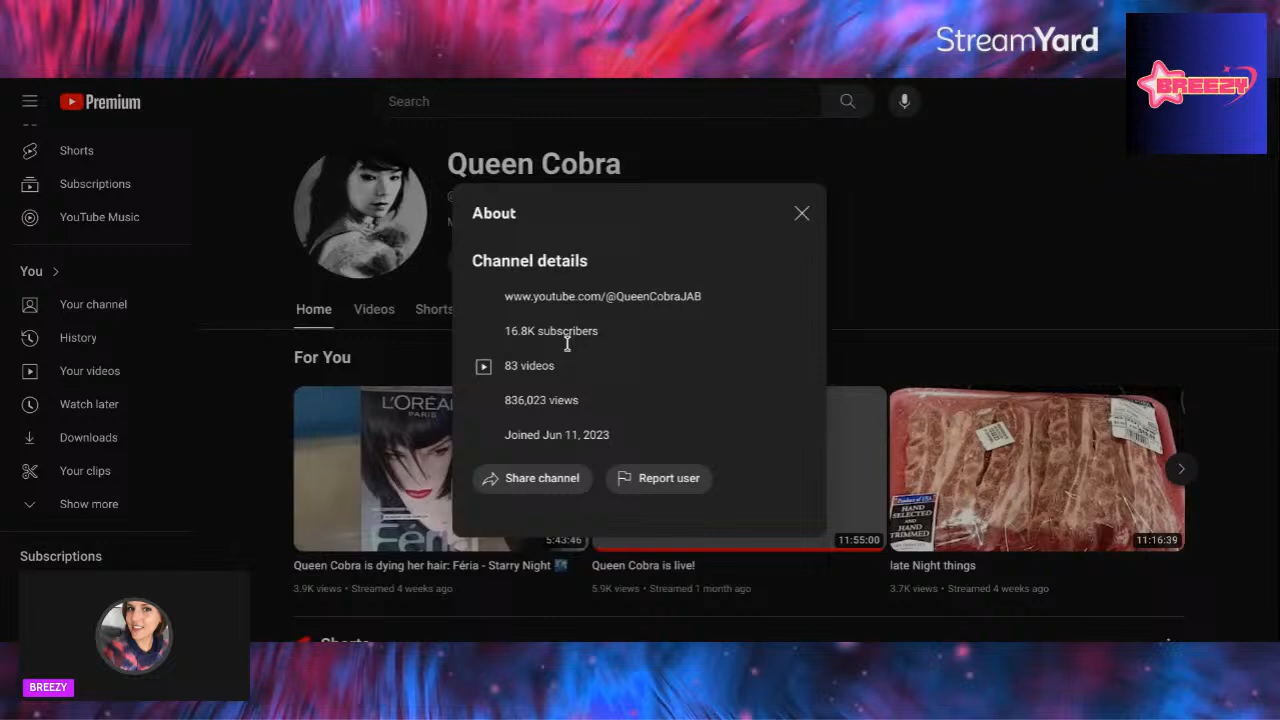 StreamYard
BREEZY
Premium
Search
Shorts
Subscriptions
YouTube Music
You
Your channel
History
Your videos
Watch later
Downloads
Your clips
Show more
Subscriptions
Queen Cobra
Home
Videos
Shorts
For You
About
Channel details
www.youtube.com/@QueenCobraJAB
16.8K subscribers
83 videos
836,023 views
Joined Jun 11, 2023
Share channel
Report user
L'ORÉAL
PARIS
Féria
5:43:46
Queen Cobra is dying her hair: Féria - Starry Night
3.9K views • Streamed 4 weeks ago
11:55:00
Queen Cobra is live!
5.9K views • Streamed 1 month ago
Product of USA
HAND
SELECTED
AND
HAND
TRIMMED
11:16:39
late Night things
3.7K views • Streamed 4 weeks ago
BREEZY